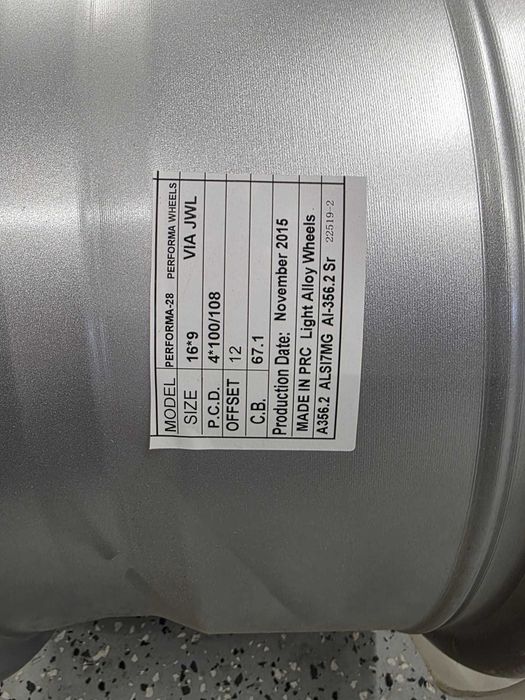 MODEL PERFORMA-28 PERFORMA WHEELS
SIZE 16*9 VIA JWL
P.C.D. 4*100/108
OFFSET 12
C.B. 67.1
Production Date: November 2015
MADE IN PRC Light Alloy Wheels
A356.2 ALSI7MG Al-356.2 Sr 22519-2